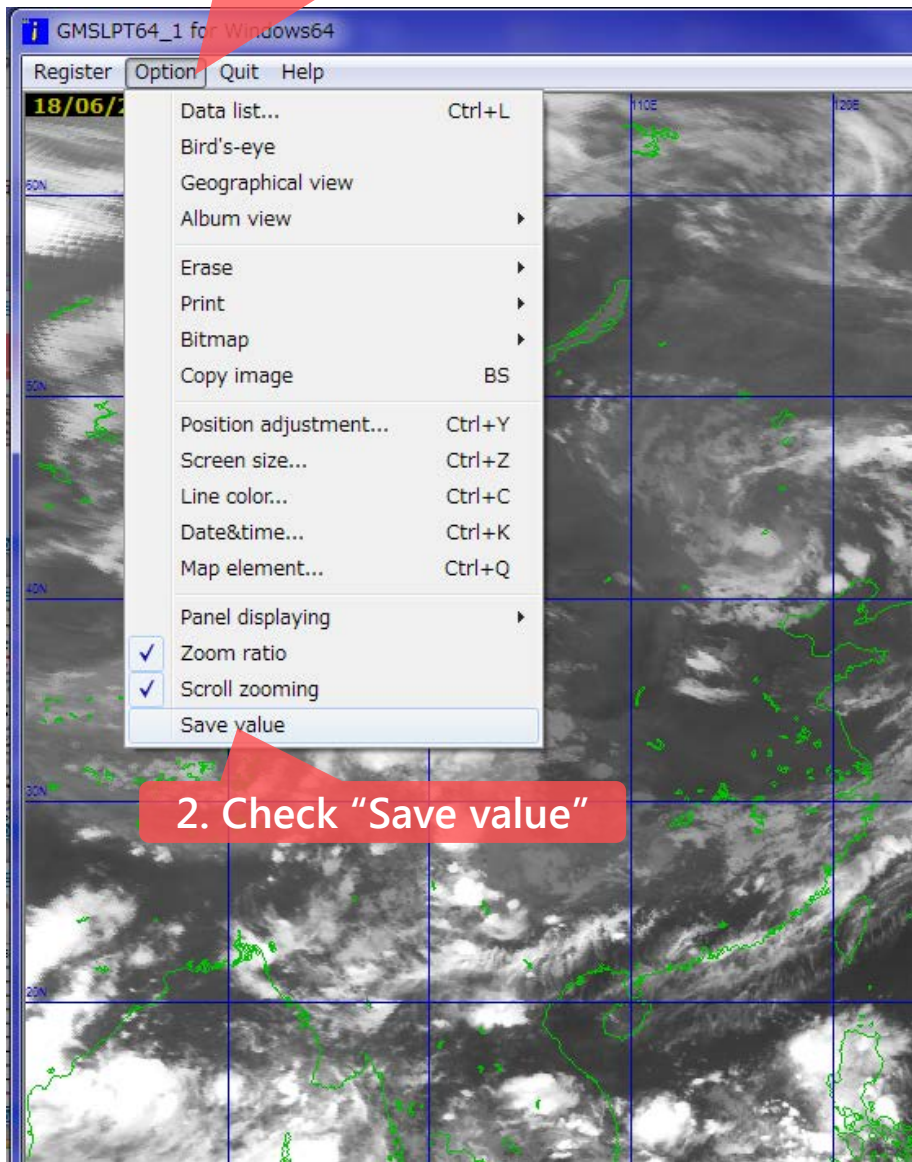 GMSLPT64_1 for Windows64
Register Option Quit Help
18/06/
Data list... Ctrl+L
Bird's-eye
Geographical view
Album view
Erase
Print
Bitmap
Copy image BS
Position adjustment... Ctrl+Y
Screen size... Ctrl+Z
Line color... Ctrl+C
Date&time... Ctrl+K
Map element... Ctrl+Q
Panel displaying
Zoom ratio
Scroll zooming
Save value
2. Check “Save value”
110E 120E
60N
50N
40N
30N
20N